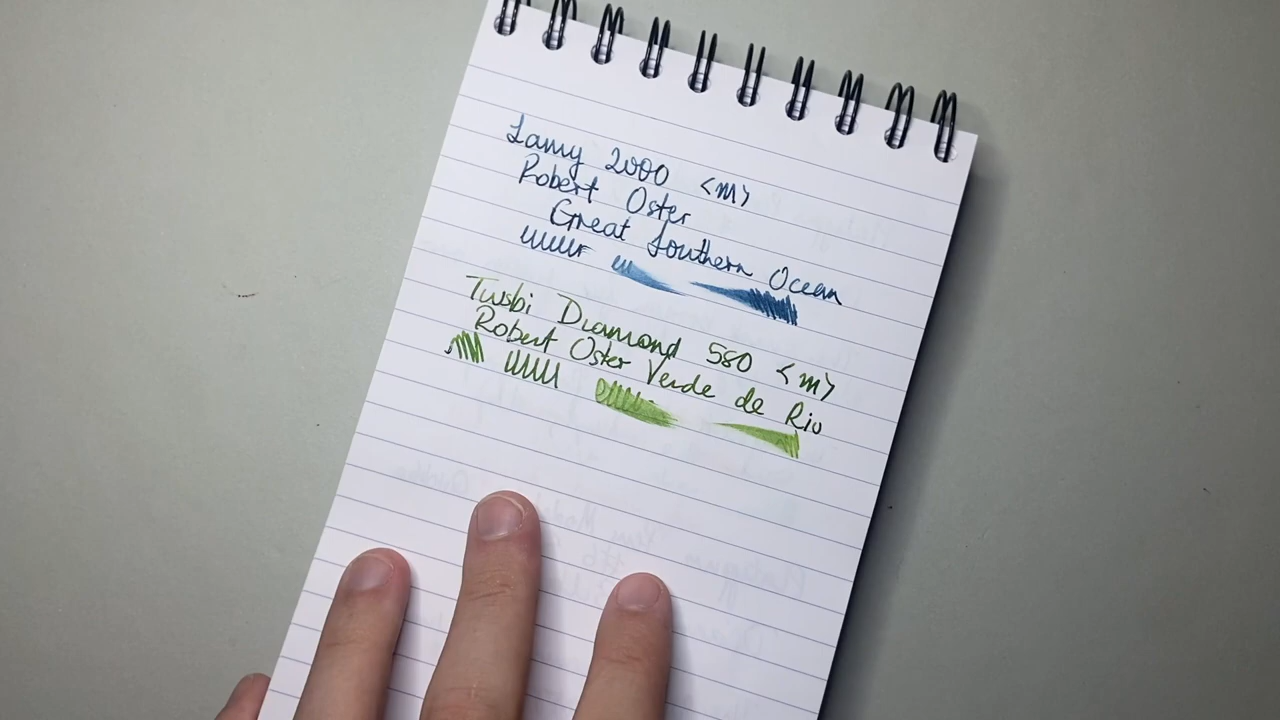 Lamy 2000 <m>
Robert Oster
Great Southern Ocean
Twsbi Diamond 580 <m>
Robert Oster Verde de Rio